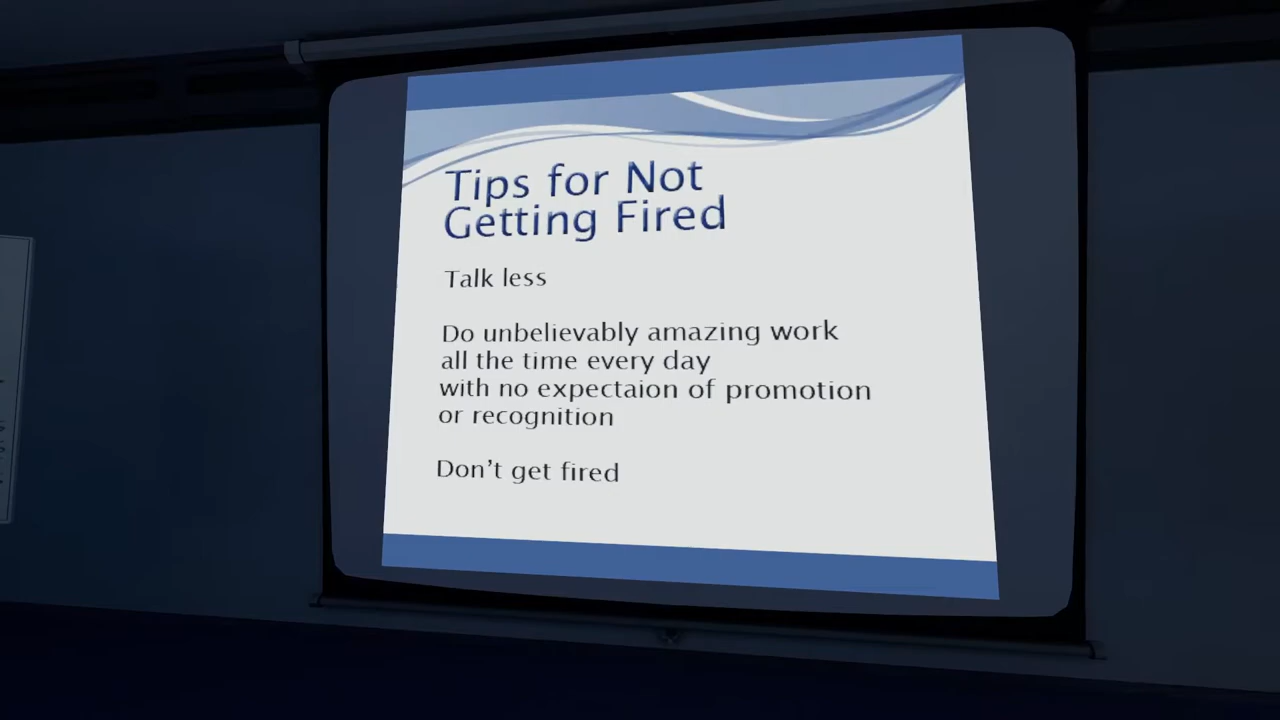 Tips for Not
Getting Fired
Talk less
Do unbelievably amazing work
all the time every day
with no expectaion of promotion
or recognition
Don't get fired